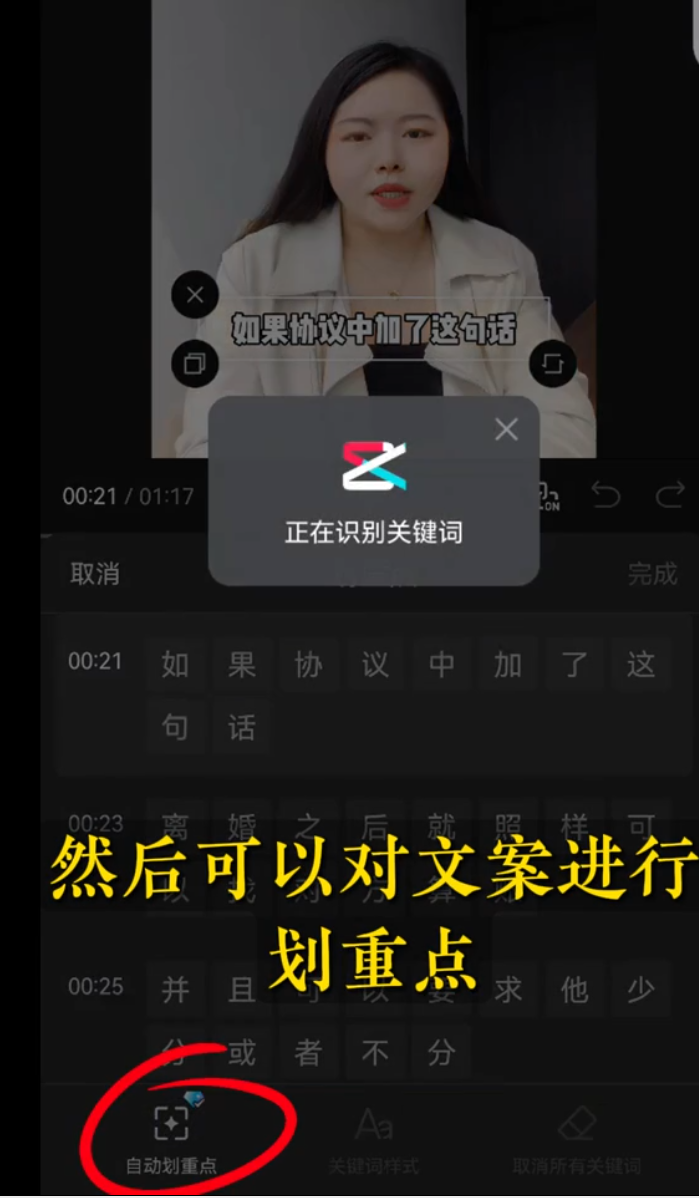 如果协议中加了这句话
正在识别关键词
00:21 / 01:17
ON
取消
完成
00:21 如果协议中加了这
句话
00:23 离婚之后就照样可
然后可以对文案进行
划重点
00:25 并且可以要求他少
分或者不分
自动划重点 关键词样式 取消所有关键词